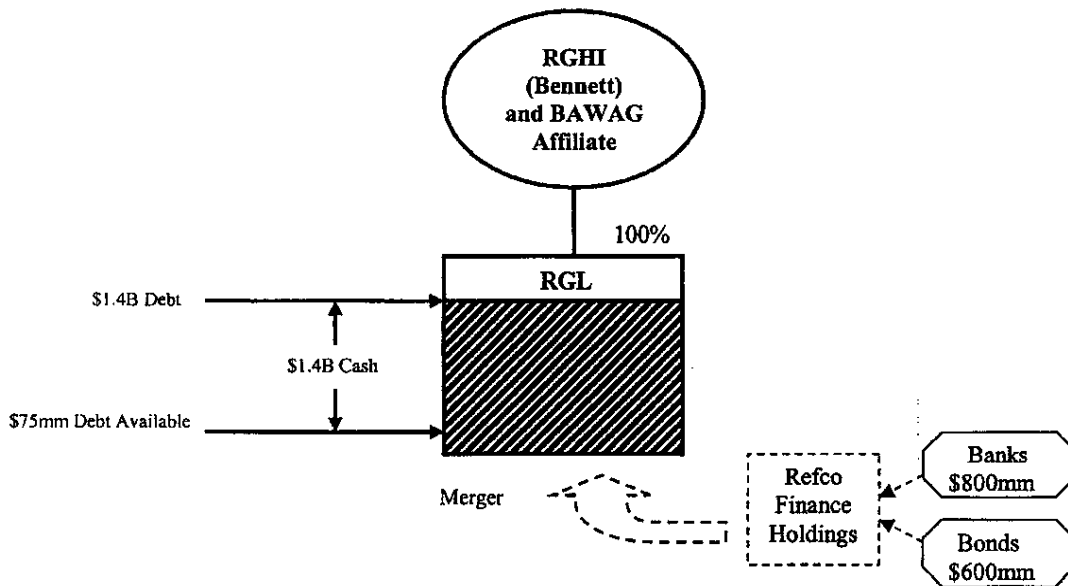 RGHI
(Bennett)
and BAWAG
Affiliate
100%
RGL
$1.4B Debt
$1.4B Cash
$75mm Debt Available
Merger
Refco
Finance
Holdings
Banks
$800mm
Bonds
$600mm